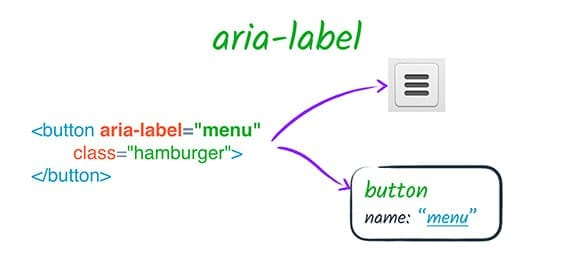 aria-label
<button aria-label="menu"
class="hamburger">
</button>
button
name: “menu”